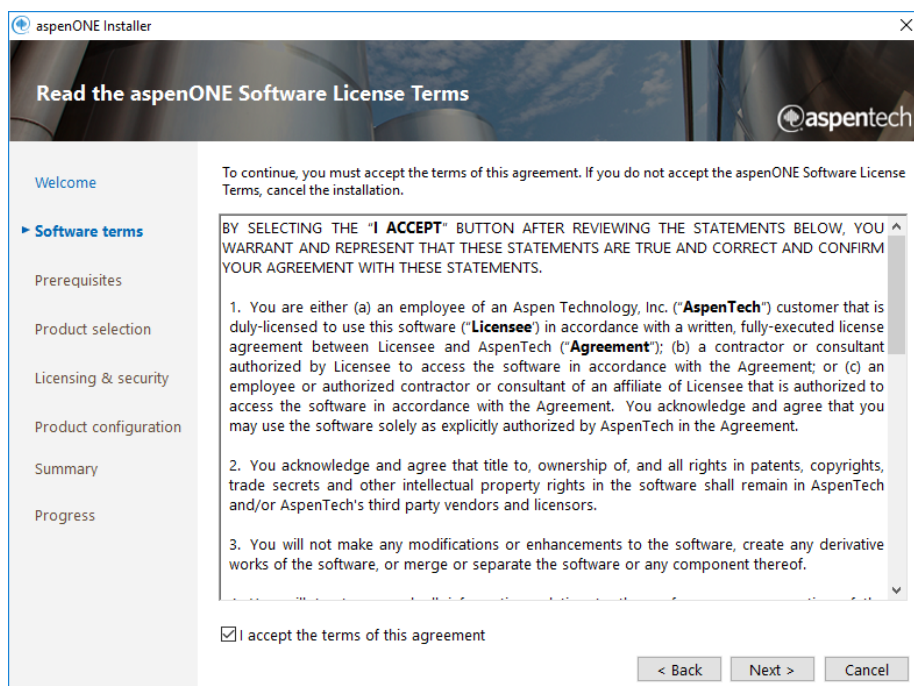 aspenONE Installer
Read the aspenONE Software License Terms
aspentech
Welcome
Software terms
Prerequisites
Product selection
Licensing & security
Product configuration
Summary
Progress
To continue, you must accept the terms of this agreement. If you do not accept the aspenONE Software License
Terms, cancel the installation.
BY SELECTING THE “I ACCEPT” BUTTON AFTER REVIEWING THE STATEMENTS BELOW, YOU
WARRANT AND REPRESENT THAT THESE STATEMENTS ARE TRUE AND CORRECT AND CONFIRM
YOUR AGREEMENT WITH THESE STATEMENTS.
1. You are either (a) an employee of an Aspen Technology, Inc. (“AspenTech”) customer that is
duly-licensed to use this software (“Licensee’) in accordance with a written, fully-executed license
agreement between Licensee and AspenTech (“Agreement”); (b) a contractor or consultant
authorized by Licensee to access the software in accordance with the Agreement; or (c) an
employee or authorized contractor or consultant of an affiliate of Licensee that is authorized to
access the software in accordance with the Agreement. You acknowledge and agree that you
may use the software solely as explicitly authorized by AspenTech in the Agreement.
2. You acknowledge and agree that title to, ownership of, and all rights in patents, copyrights,
trade secrets and other intellectual property rights in the software shall remain in AspenTech
and/or AspenTech's third party vendors and licensors.
3. You will not make any modifications or enhancements to the software, create any derivative
works of the software, or merge or separate the software or any component thereof.
I accept the terms of this agreement
< Back
Next >
Cancel